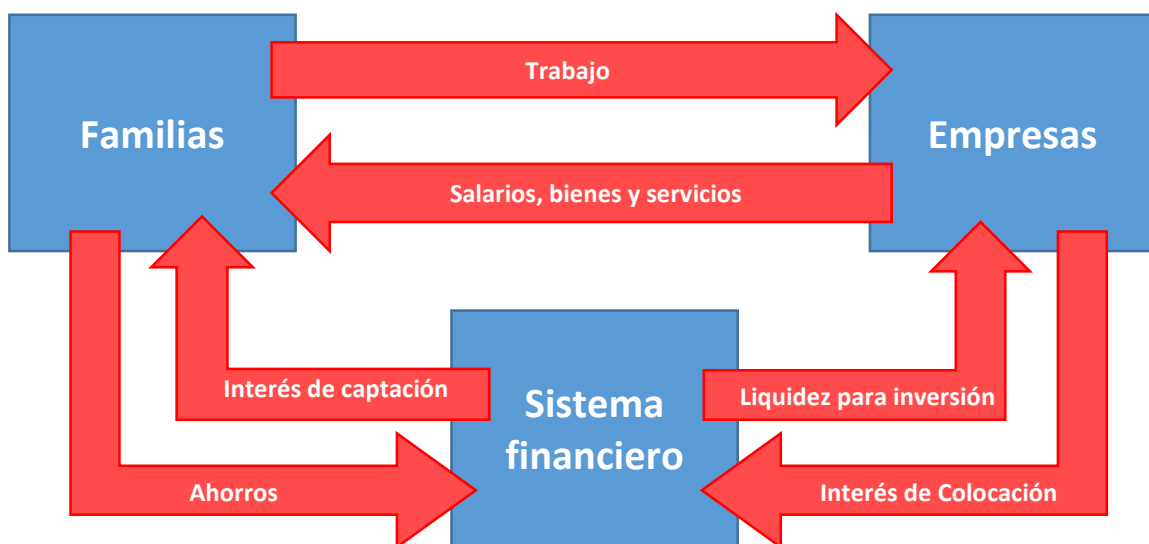 Trabajo
Familias
Empresas
Salarios, bienes y servicios
Interés de captación
Liquidez para inversión
Sistema
financiero
Ahorros
Interés de Colocación